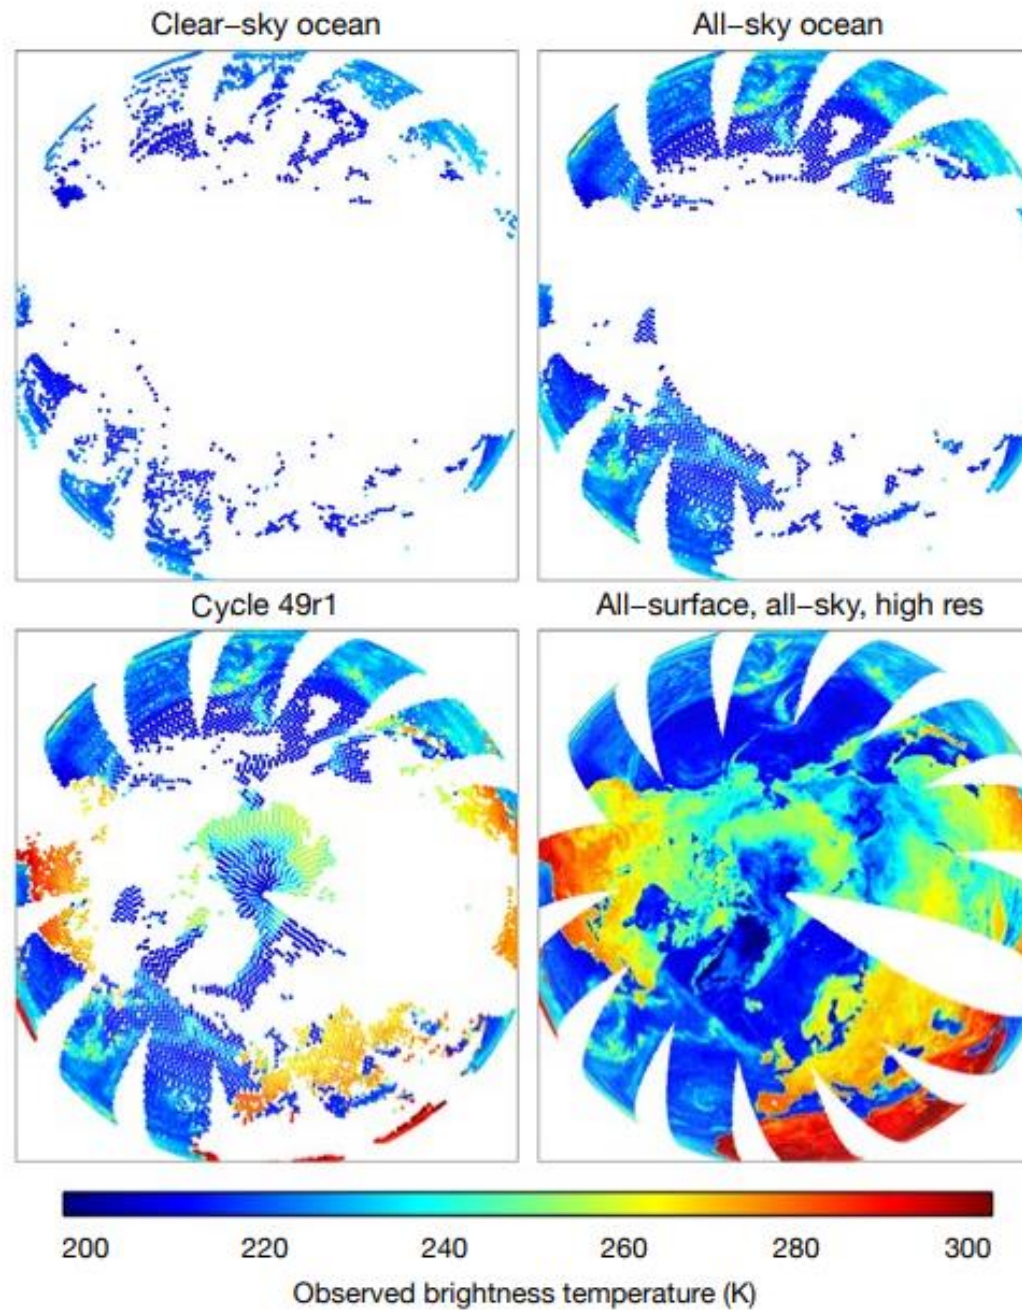 Clear–sky ocean
All–sky ocean
Cycle 49r1
All–surface, all–sky, high res
200 220 240 260 280 300
Observed brightness temperature (K)